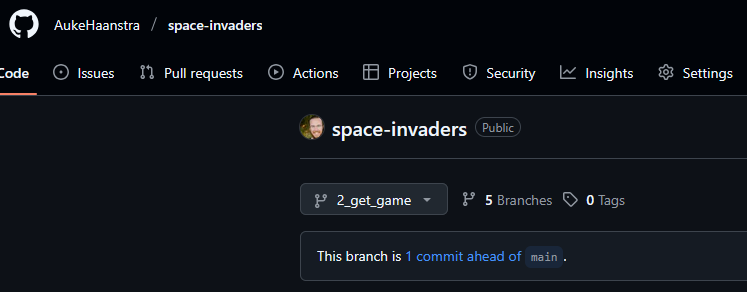 AukeHaanstra / space-invaders
Code Issues Pull requests Actions Projects Security Insights Settings
space-invaders Public
2_get_game 5 Branches 0 Tags
This branch is 1 commit ahead of main.